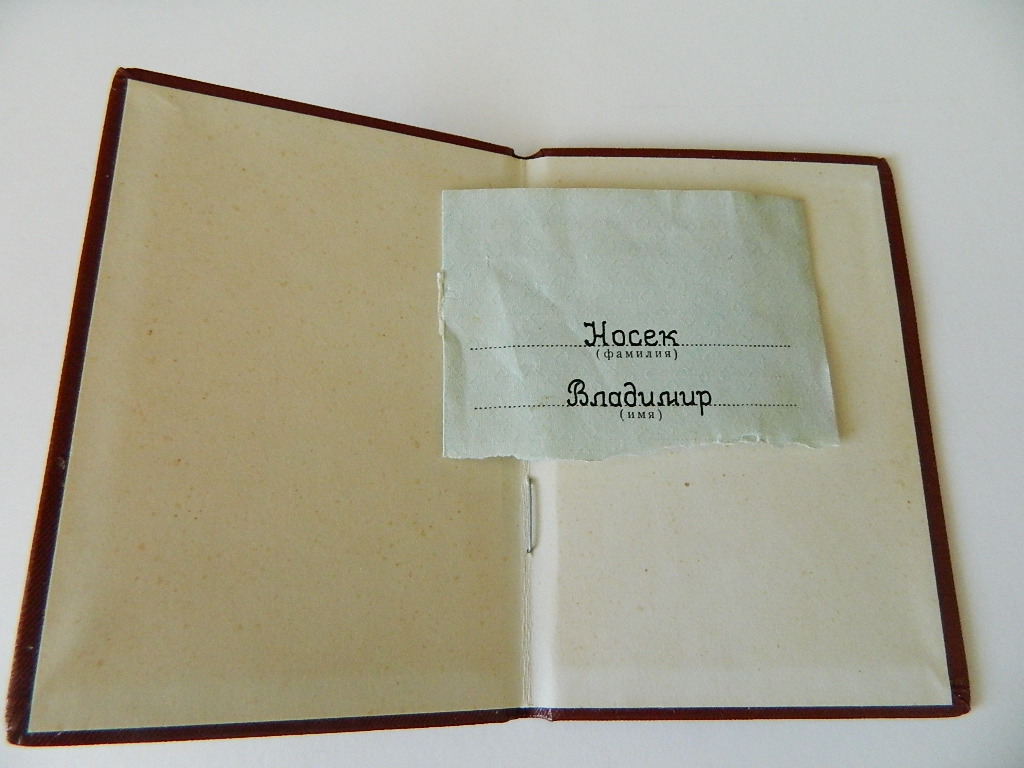 Носек
(фамилия)
Владимир
(имя)